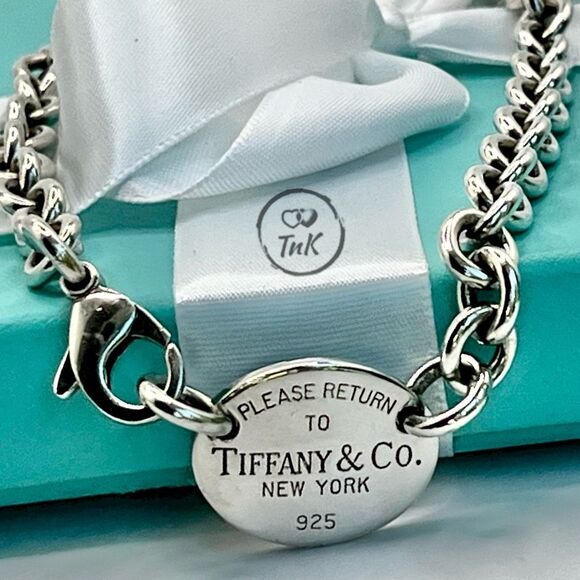 TnK
PLEASE RETURN
TO
TIFFANY & CO.
NEW YORK
925